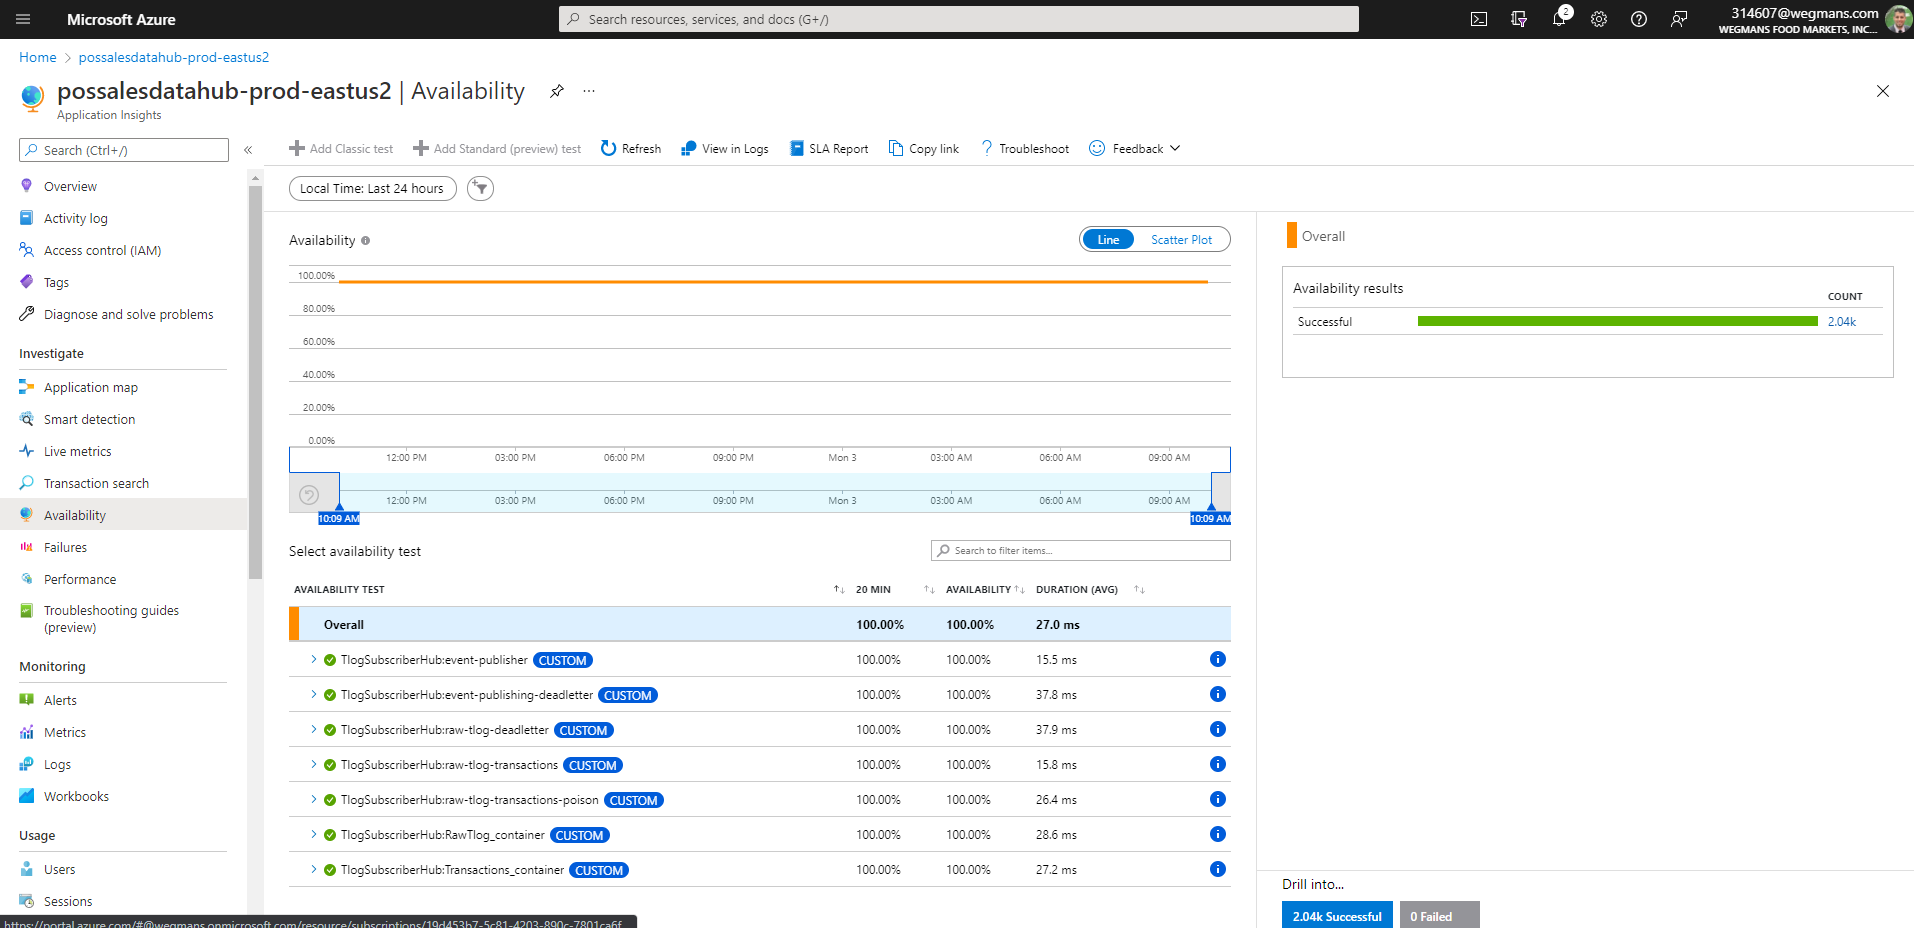 Microsoft Azure
Search resources, services, and docs (G+/)
2
314607@wegmans.com
WEGMANS FOOD MARKETS, INC...
Home > possalesdatahub-prod-eastus2
possalesdatahub-prod-eastus2 | Availability
Application Insights
Search (Ctrl+/)
Overview
Activity log
Access control (IAM)
Tags
Diagnose and solve problems
Investigate
Application map
Smart detection
Live metrics
Transaction search
Availability
Failures
Performance
Troubleshooting guides
(preview)
Monitoring
Alerts
Metrics
Logs
Workbooks
Usage
Users
Sessions
https://portal.azure.com/#@wegmans.onmicrosoft.com/resource/subscriptions/19d453b7-5c81-4203-890c-7801ca6f...
Add Classic test
Add Standard (preview) test
Refresh
View in Logs
SLA Report
Copy link
Troubleshoot
Feedback
Local Time: Last 24 hours
Availability
Line
Scatter Plot
100.00%
80.00%
60.00%
40.00%
20.00%
0.00%
12:00 PM 03:00 PM 06:00 PM 09:00 PM Mon 3 03:00 AM 06:00 AM 09:00 AM
12:00 PM 03:00 PM 06:00 PM 09:00 PM Mon 3 03:00 AM 06:00 AM 09:00 AM
10:09 AM 10:09 AM
Select availability test
Search to filter items...
AVAILABILITY TEST 20 MIN AVAILABILITY DURATION (AVG)
Overall 100.00% 100.00% 27.0 ms
TlogSubscriberHub:event-publisher CUSTOM 100.00% 100.00% 15.5 ms
TlogSubscriberHub:event-publishing-deadletter CUSTOM 100.00% 100.00% 37.8 ms
TlogSubscriberHub:raw-tlog-deadletter CUSTOM 100.00% 100.00% 37.9 ms
TlogSubscriberHub:raw-tlog-transactions CUSTOM 100.00% 100.00% 15.8 ms
TlogSubscriberHub:raw-tlog-transactions-poison CUSTOM 100.00% 100.00% 26.4 ms
TlogSubscriberHub:RawTlog_container CUSTOM 100.00% 100.00% 28.6 ms
TlogSubscriberHub:Transactions_container CUSTOM 100.00% 100.00% 27.2 ms
Overall
Availability results
COUNT
Successful 2.04k
Drill into...
2.04k Successful
0 Failed